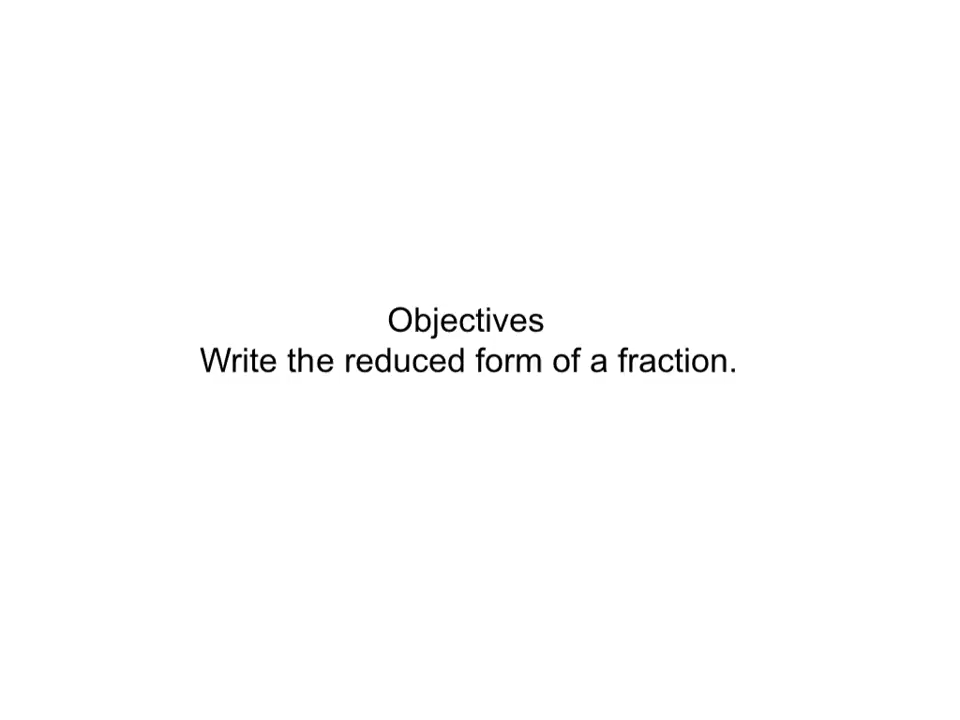 Objectives
Write the reduced form of a fraction.